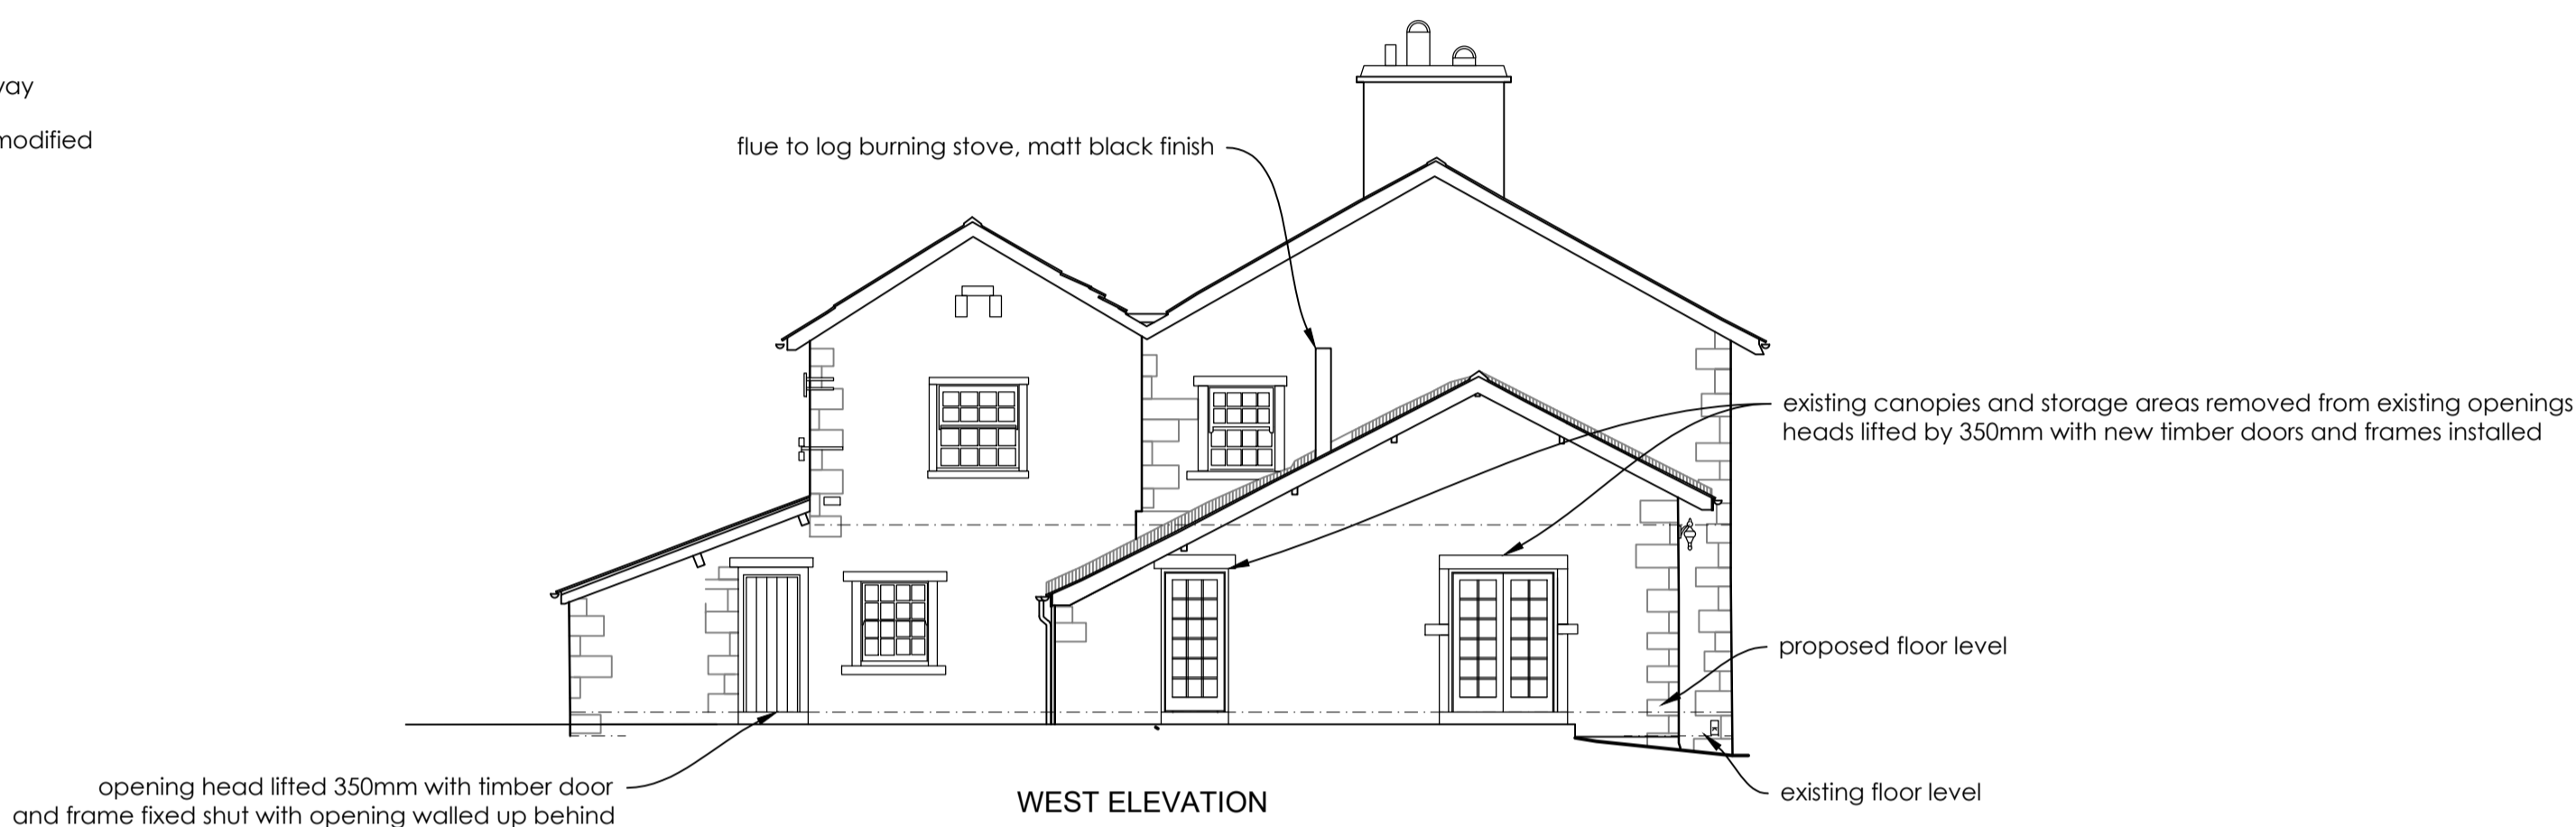 modified
flue to log burning stove, matt black finish
existing canopies and storage areas removed from existing openings
heads lifted by 350mm with new timber doors and frames installed
proposed floor level
existing floor level
opening head lifted 350mm with timber door
and frame fixed shut with opening walled up behind
WEST ELEVATION